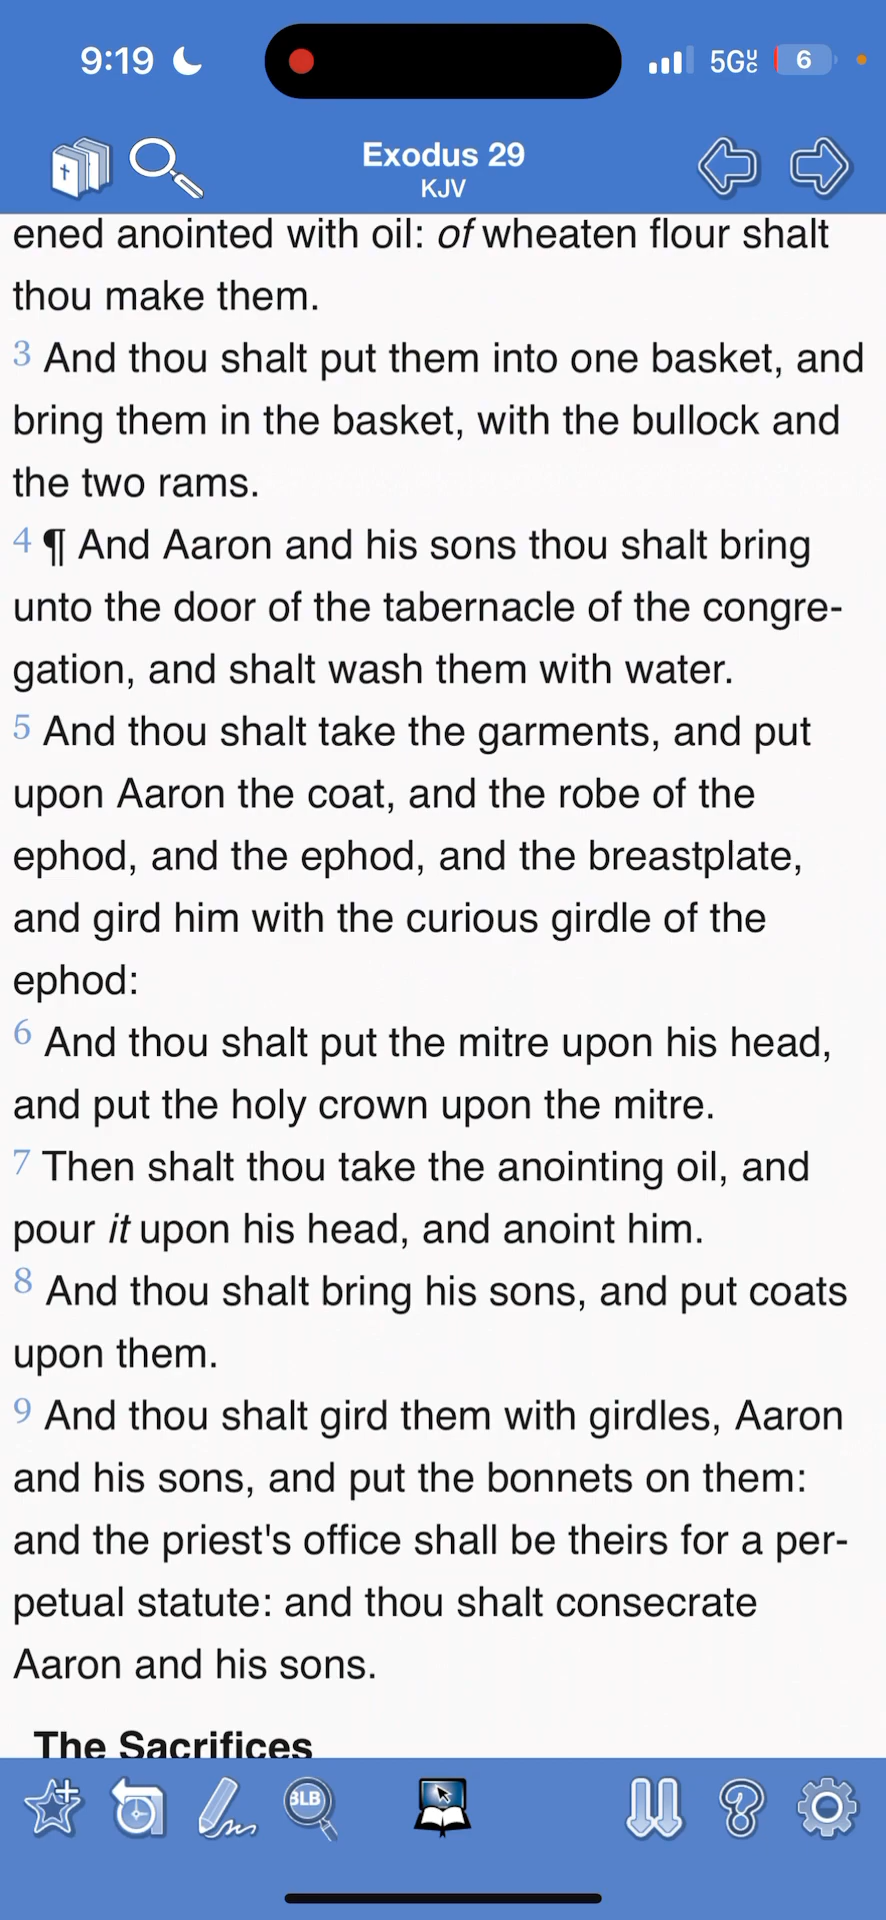 9:19
5G UC
6
Exodus 29
KJV
ened anointed with oil: of wheaten flour shalt
thou make them.
3 And thou shalt put them into one basket, and
bring them in the basket, with the bullock and
the two rams.
4 ¶ And Aaron and his sons thou shalt bring
unto the door of the tabernacle of the congre-
gation, and shalt wash them with water.
5 And thou shalt take the garments, and put
upon Aaron the coat, and the robe of the
ephod, and the ephod, and the breastplate,
and gird him with the curious girdle of the
ephod:
6 And thou shalt put the mitre upon his head,
and put the holy crown upon the mitre.
7 Then shalt thou take the anointing oil, and
pour it upon his head, and anoint him.
8 And thou shalt bring his sons, and put coats
upon them.
9 And thou shalt gird them with girdles, Aaron
and his sons, and put the bonnets on them:
and the priest's office shall be theirs for a per-
petual statute: and thou shalt consecrate
Aaron and his sons.
The Sacrifices
BLB